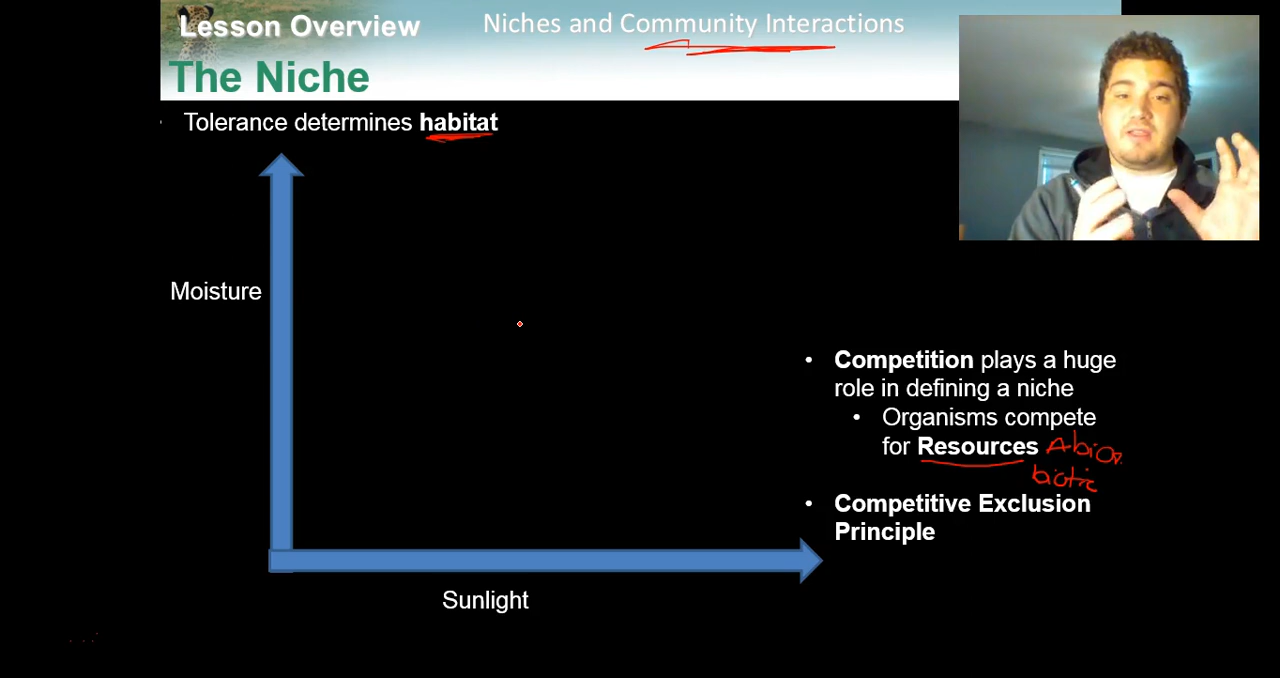 Lesson Overview
Niches and Community Interactions
The Niche
• Tolerance determines habitat
Moisture
Sunlight
• Competition plays a huge
role in defining a niche
• Organisms compete
for Resources Abio
biotic
• Competitive Exclusion
Principle